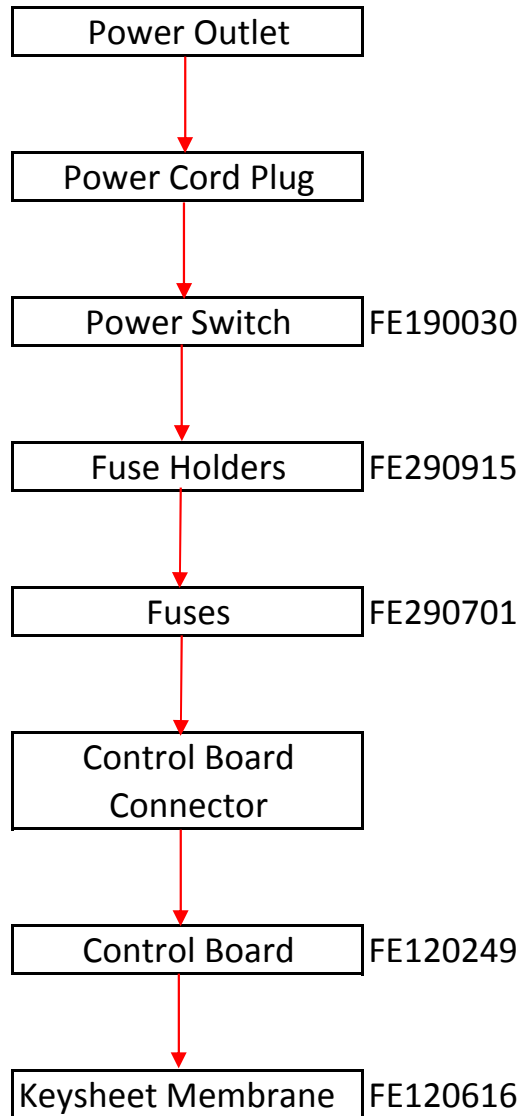 Power Outlet
Power Cord Plug
Power Switch FE190030
Fuse Holders FE290915
Fuses FE290701
Control Board
Connector
Control Board FE120249
Keysheet Membrane FE120616